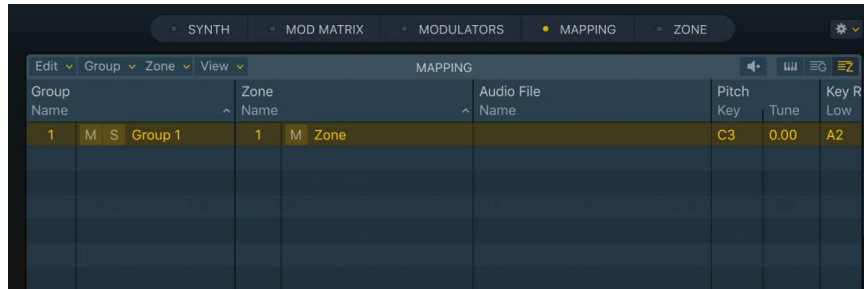 SYNTH MOD MATRIX MODULATORS MAPPING ZONE
Edit Group Zone View MAPPING G Z
Group Zone Audio File Pitch Key R
Name Name Name Key Tune Low
1 M S Group 1 1 M Zone C3 0.00 A2